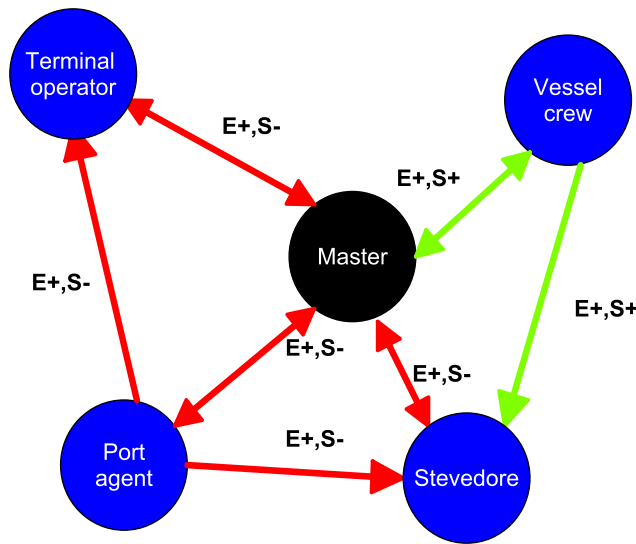 Terminal
operator
Vessel
crew
E+,S-
E+,S+
Master
E+,S-
E+,S+
E+,S-
E+,S-
E+,S-
Port
agent
Stevedore